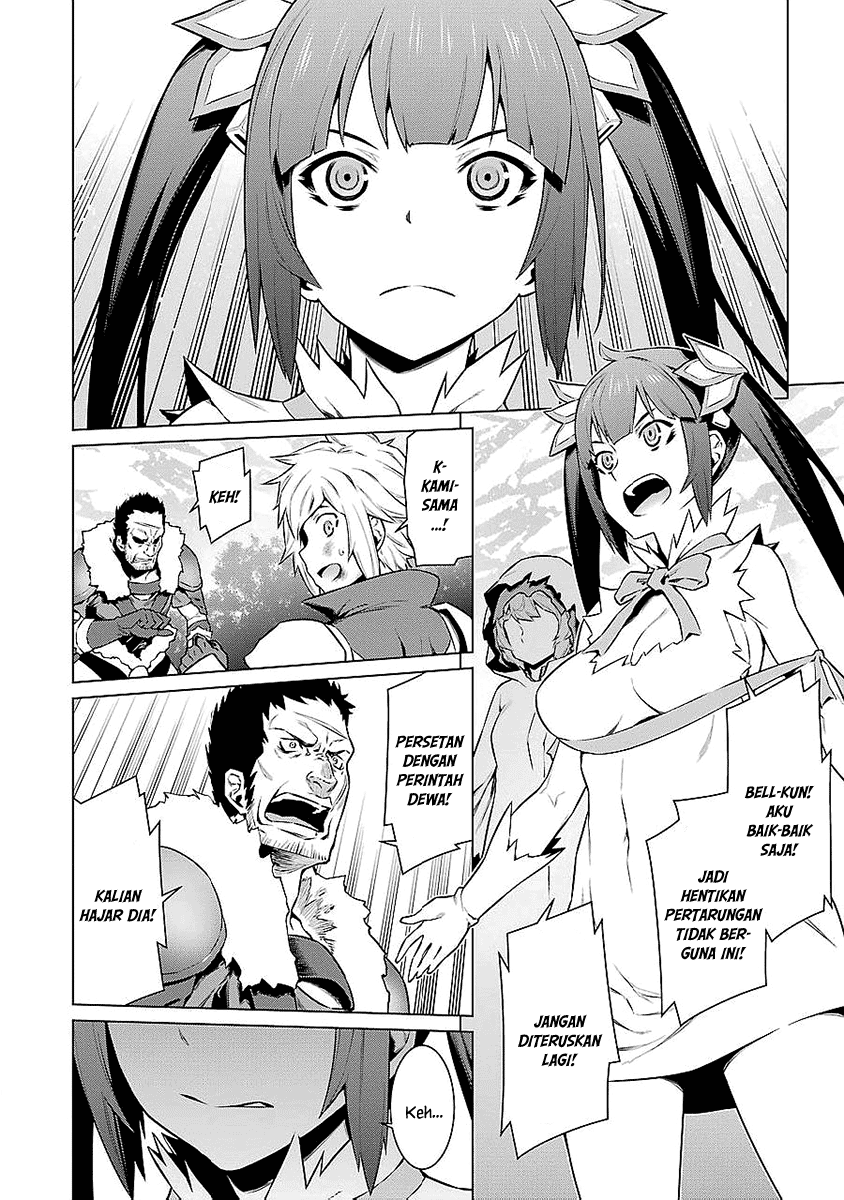 BELL-KUN!
AKU
BAIK-BAIK
SAJA!
JADI
HENTIKAN
PERTARUNGAN
TIDAK BER-
GUNA INI!
JANGAN
DITERUSKAN
LAGI!
K-
KAMI-
SAMA
...!
KEH!
PERSETAN
DENGAN
PERINTAH
DEWA!
KALIAN
HAJAR DIA!
KEH...